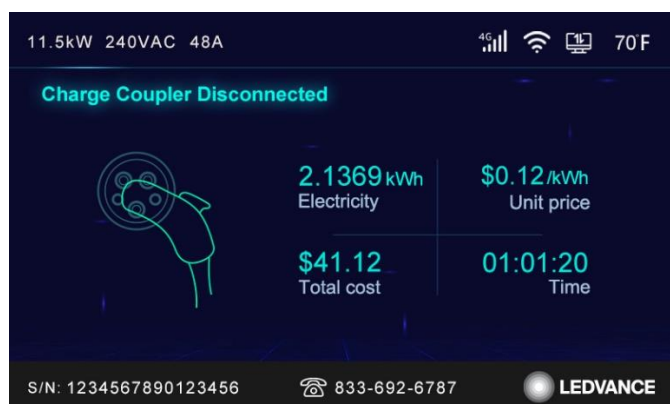 11.5kW 240VAC 48A
4G
70°F
Charge Coupler Disconnected
2.1369 kWh
Electricity
$0.12 /kWh
Unit price
$41.12
Total cost
01:01:20
Time
S/N: 1234567890123456
833-692-6787
LEDVANCE